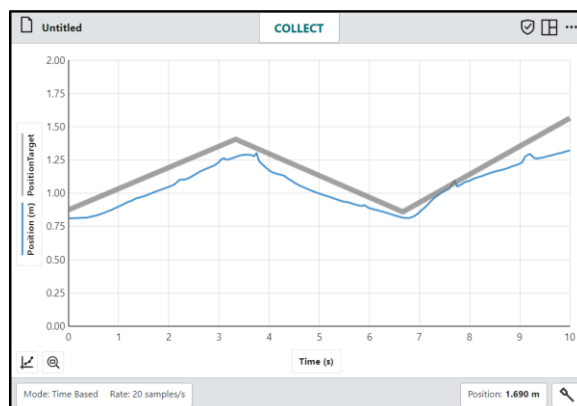 Untitled
COLLECT
Position (m) PositionTarget
2.00
1.75
1.50
1.25
1.00
0.75
0.50
0.25
0.00
0 1 2 3 4 5 6 7 8 9 10
Time (s)
Mode: Time Based Rate: 20 samples/s
Position: 1.690 m